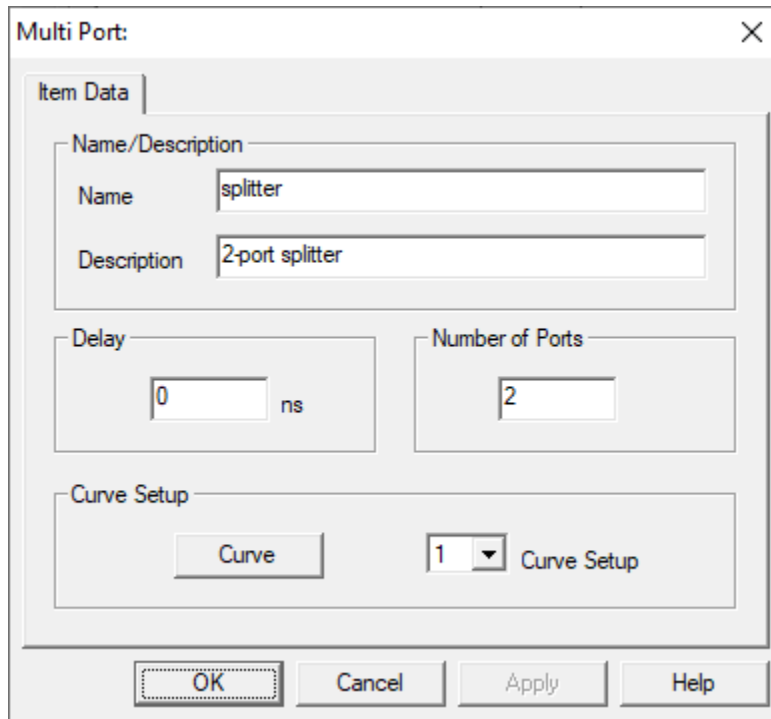 Multi Port:
Item Data
Name/Description
Name splitter
Description 2-port splitter
Delay Number of Ports
0 ns 2
Curve Setup
Curve 1 Curve Setup
OK Cancel Apply Help